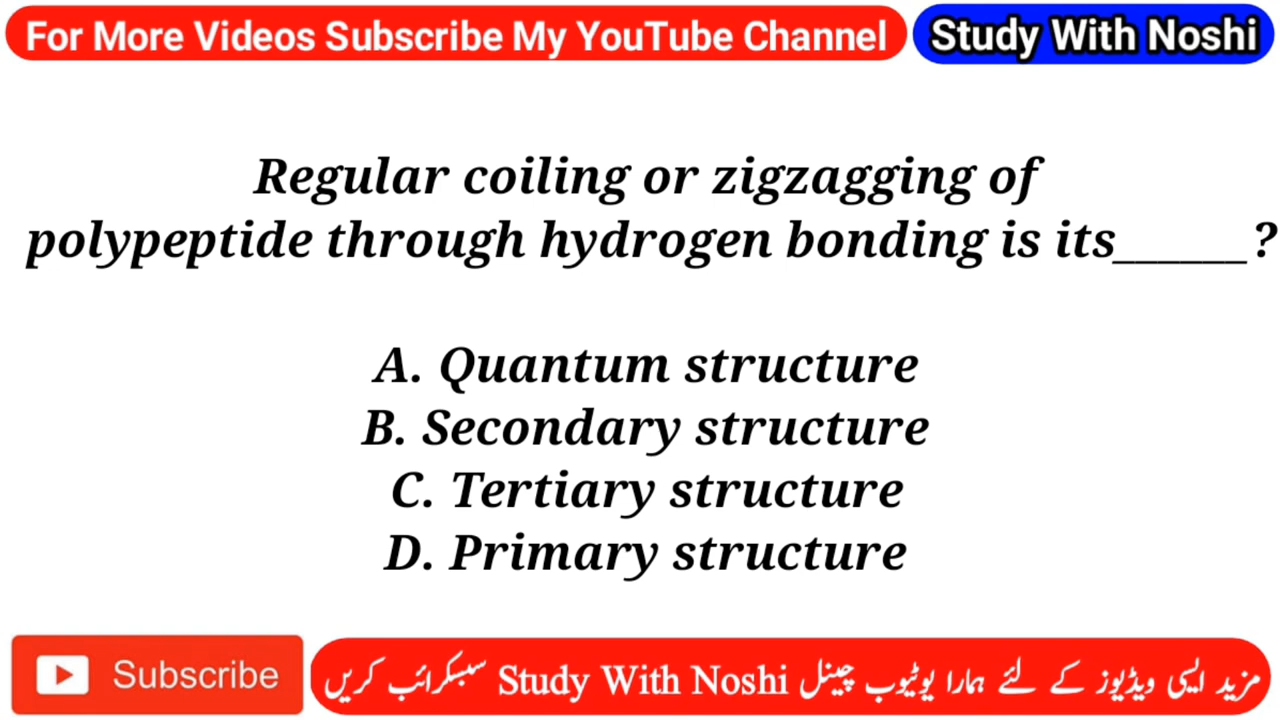 For More Videos Subscribe My YouTube Channel
Study With Noshi
Regular coiling or zigzagging of
polypeptide through hydrogen bonding is its______?
A. Quantum structure
B. Secondary structure
C. Tertiary structure
D. Primary structure
Subscribe
مزید ایسی ویڈیوز کے لئے ہمارا یوٹیوب چینل Study With Noshi سبسکرائب کریں